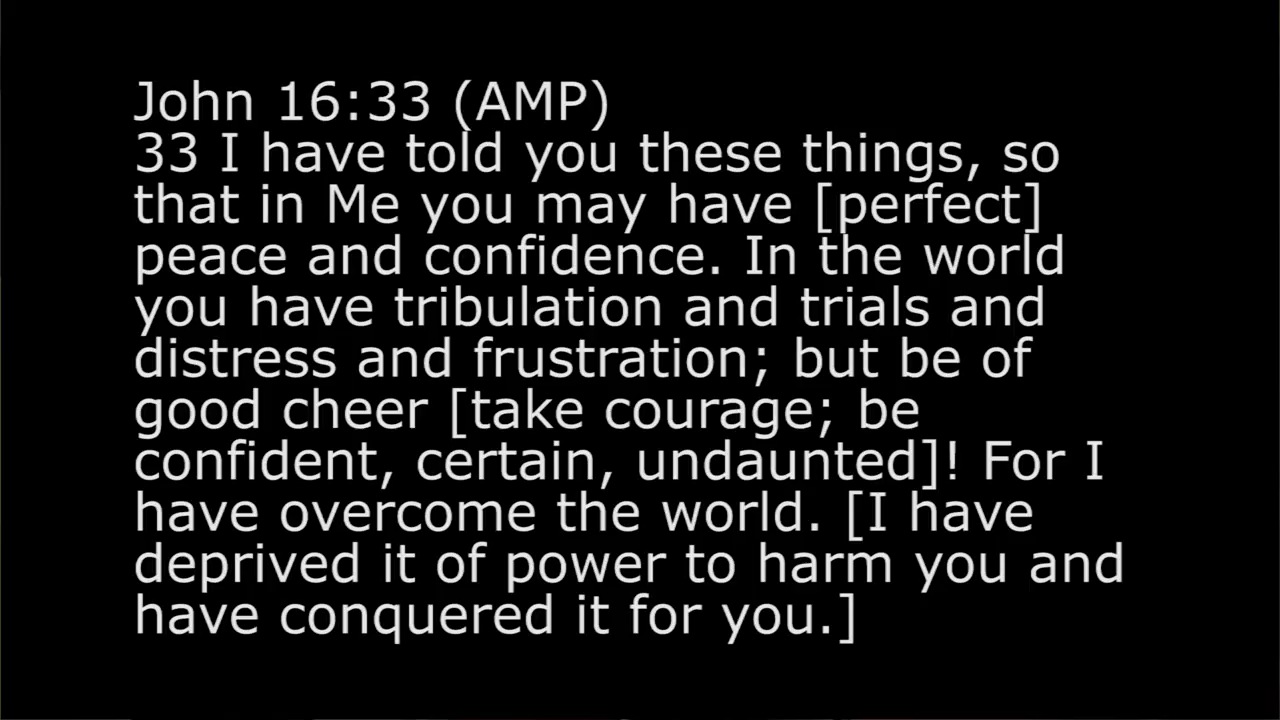 John 16:33 (AMP)
33 I have told you these things, so
that in Me you may have [perfect]
peace and confidence. In the world
you have tribulation and trials and
distress and frustration; but be of
good cheer [take courage; be
confident, certain, undaunted]! For I
have overcome the world. [I have
deprived it of power to harm you and
have conquered it for you.]